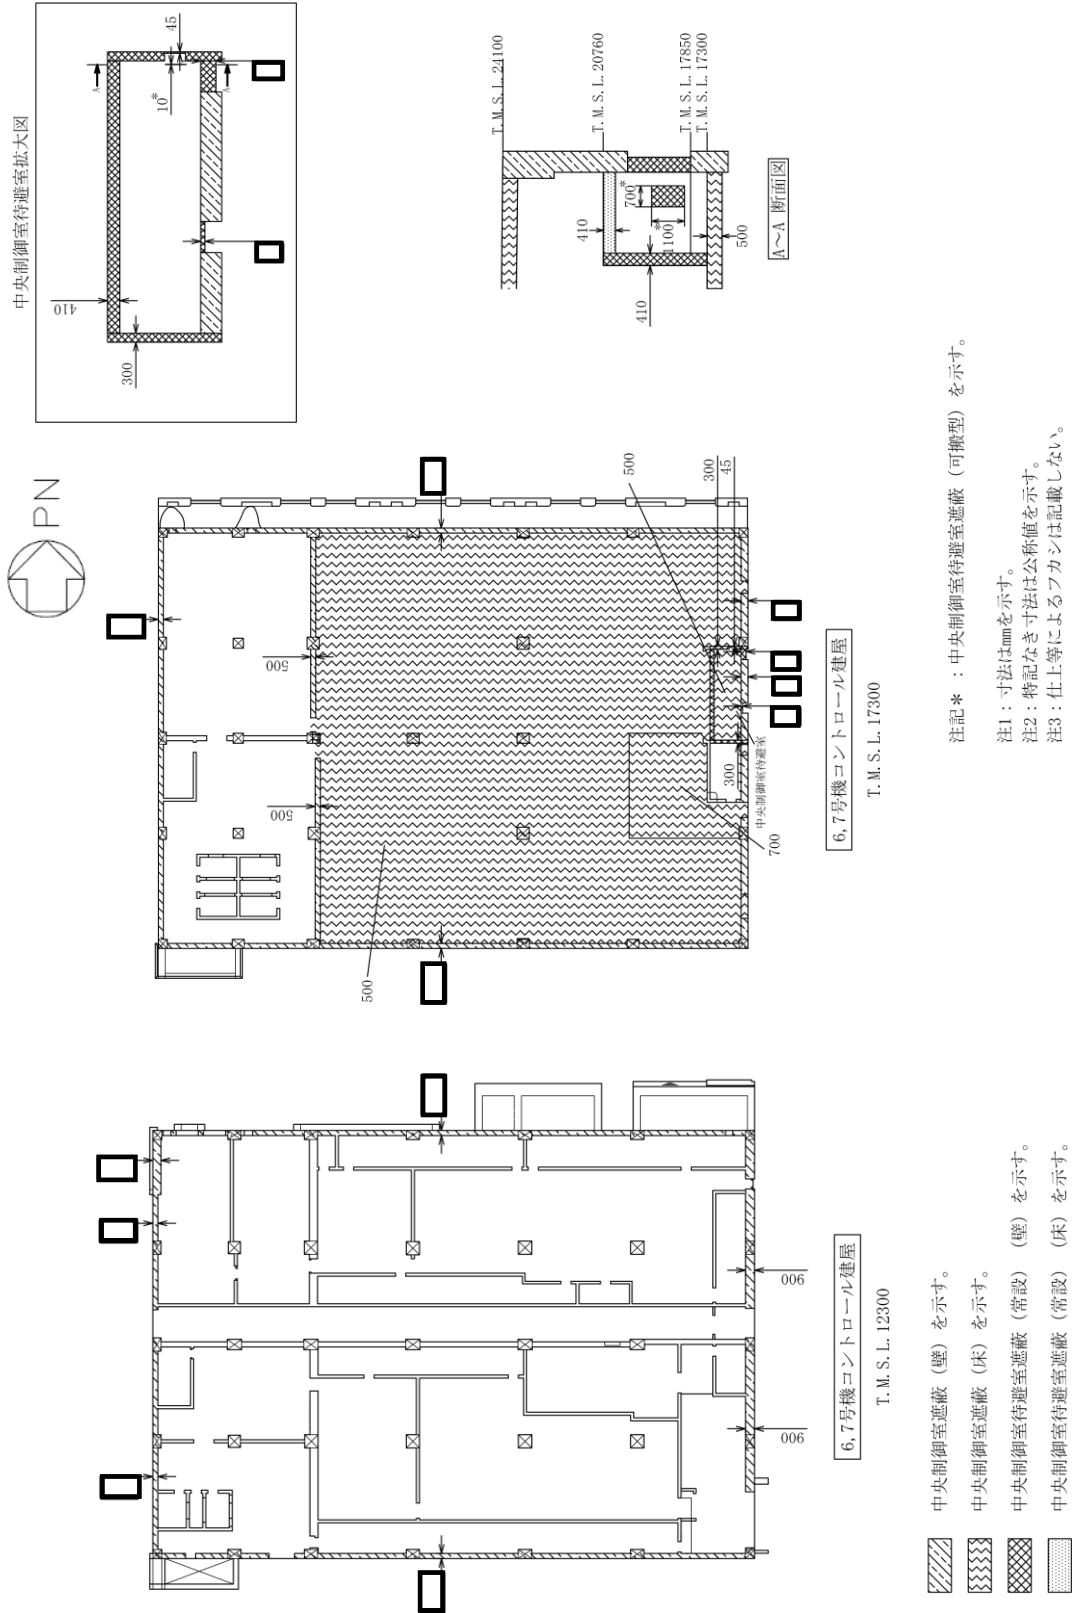 中央制御室待避室拡大図
45
10*
A
A
410
300
T.M.S.L.24100
T.M.S.L.20760
T.M.S.L.17850
T.M.S.L.17300
410
700*
1100*
500
410
A～A 断面図
PN
500
300
45
500
500
300
中央制御室待避室
700
500
6,7号機コントロール建屋
T.M.S.L.17300
注記＊：中央制御室待避室遮蔽（可搬型）を示す。
注1：寸法はmmを示す。
注2：特記なき寸法は公称値を示す。
注3：仕上等によるフカシは記載しない。
900
900
6,7号機コントロール建屋
T.M.S.L.12300
中央制御室遮蔽（壁）を示す。
中央制御室遮蔽（床）を示す。
中央制御室待避室遮蔽（常設）（壁）を示す。
中央制御室待避室遮蔽（常設）（床）を示す。